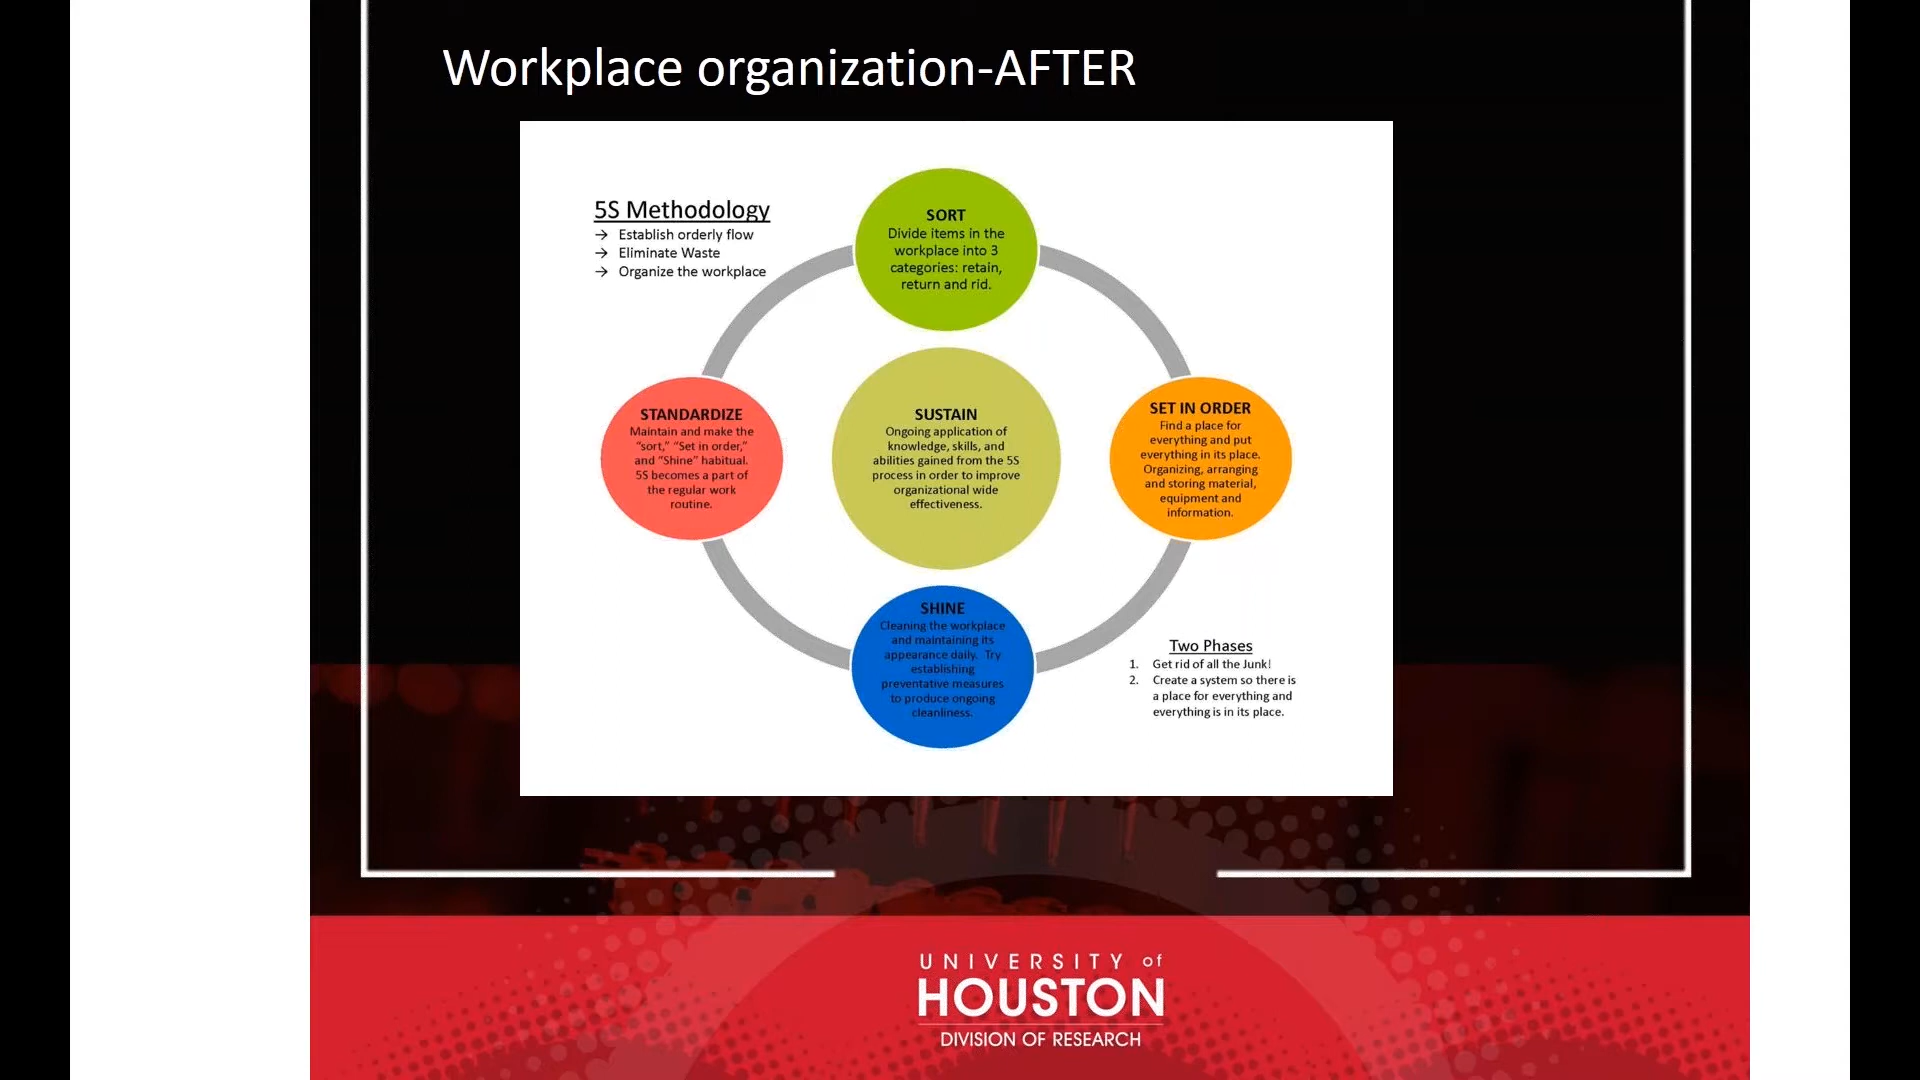 Workplace organization-AFTER
5S Methodology
→ Establish orderly flow
→ Eliminate Waste
→ Organize the workplace
SORT
Divide items in the
workplace into 3
categories: retain,
return and rid.
STANDARDIZE
Maintain and make the
“sort,” “Set in order,”
and “Shine” habitual.
5S becomes a part of
the regular work
routine.
SUSTAIN
Ongoing application of
knowledge, skills, and
abilities gained from the 5S
process in order to improve
organizational wide
effectiveness.
SET IN ORDER
Find a place for
everything and put
everything in its place.
Organizing, arranging
and storing material,
equipment and
information.
SHINE
Cleaning the workplace
and maintaining its
appearance daily. Try
establishing
preventative measures
to produce ongoing
cleanliness.
Two Phases
1. Get rid of all the Junk!
2. Create a system so there is
a place for everything and
everything is in its place.
UNIVERSITY of
HOUSTON
DIVISION OF RESEARCH